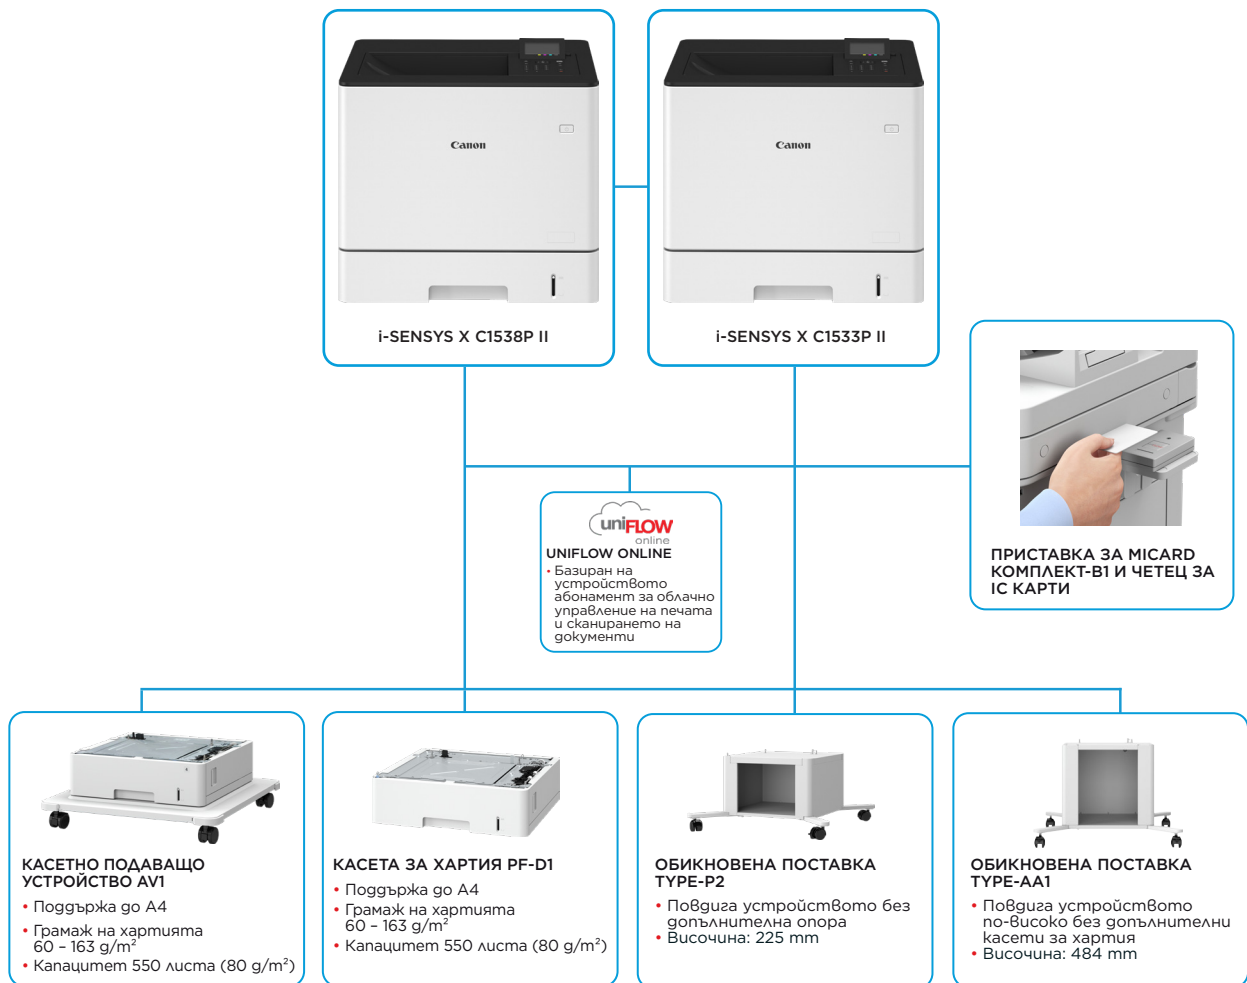 Canon
Canon
i-SENSYS X C1538P II
i-SENSYS X C1533P II
uniFLOW
online
UNIFLOW ONLINE
• Базиран на
устройството
абонамент за облачно
управление на печата
и сканирането на
документи
ПРИСТАВКА ЗА MICARD
КОМПЛЕКТ-B1 И ЧЕТЕЦ ЗА
IC КАРТИ
КАСЕТНО ПОДАВАЩО
УСТРОЙСТВО AV1
• Поддържа до A4
• Грамаж на хартията
60 – 163 g/m²
• Капацитет 550 листа (80 g/m²)
КАСЕТА ЗА ХАРТИЯ PF-D1
• Поддържа до A4
• Грамаж на хартията
60 – 163 g/m²
• Капацитет 550 листа (80 g/m²)
ОБИКНОВЕНА ПОСТАВКА
TYPE-P2
• Повдига устройството без
допълнителна опора
• Височина: 225 mm
ОБИКНОВЕНА ПОСТАВКА
TYPE-AA1
• Повдига устройството
по-високо без допълнителни
касети за хартия
• Височина: 484 mm